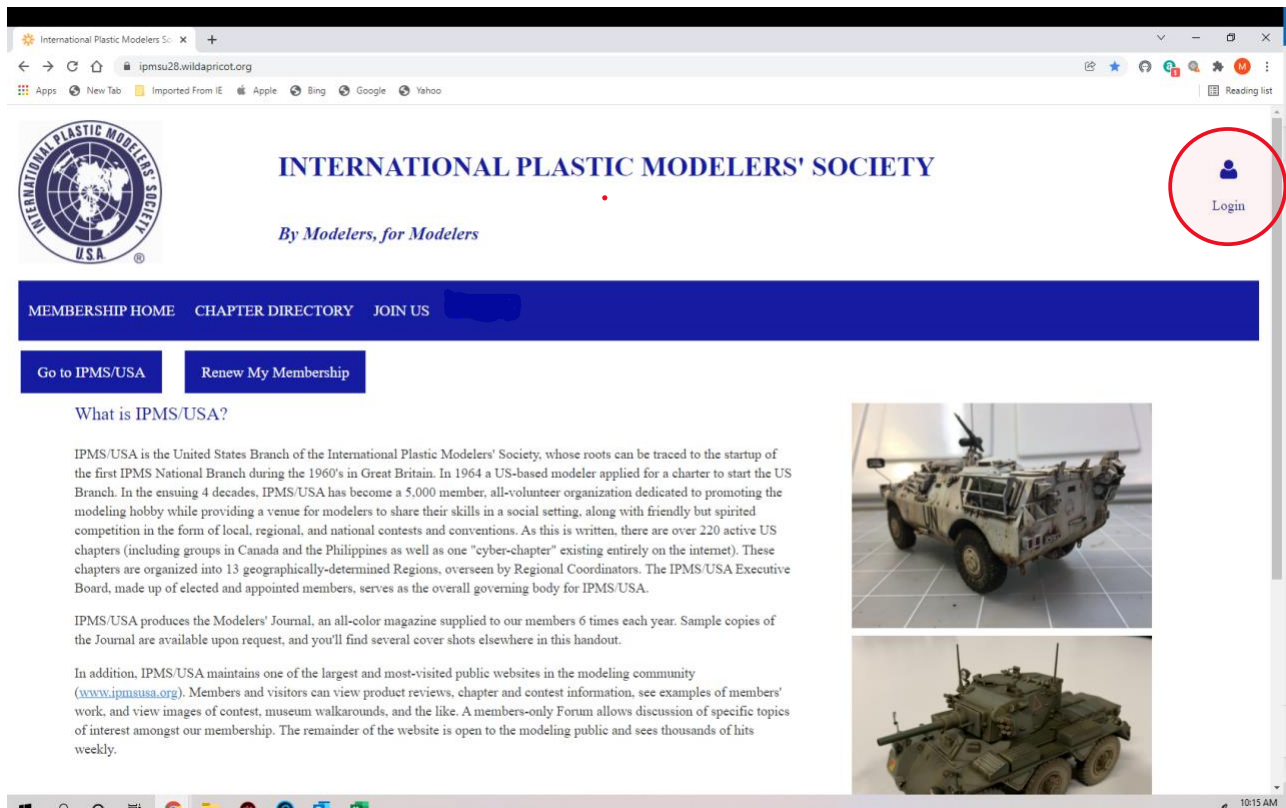 International Plastic Modelers So
ipmsu28.wildapricot.org
M
Apps New Tab Imported From IE Apple Bing Google Yahoo
Reading list
INTERNATIONAL PLASTIC MODELERS' SOCIETY
U.S.A.
®
INTERNATIONAL PLASTIC MODELERS' SOCIETY
By Modelers, for Modelers
Login
MEMBERSHIP HOME CHAPTER DIRECTORY JOIN US
Go to IPMS/USA Renew My Membership
What is IPMS/USA?
IPMS/USA is the United States Branch of the International Plastic Modelers' Society, whose roots can be traced to the startup of
the first IPMS National Branch during the 1960's in Great Britain. In 1964 a US-based modeler applied for a charter to start the US
Branch. In the ensuing 4 decades, IPMS/USA has become a 5,000 member, all-volunteer organization dedicated to promoting the
modeling hobby while providing a venue for modelers to share their skills in a social setting, along with friendly but spirited
competition in the form of local, regional, and national contests and conventions. As this is written, there are over 220 active US
chapters (including groups in Canada and the Philippines as well as one "cyber-chapter" existing entirely on the internet). These
chapters are organized into 13 geographically-determined Regions, overseen by Regional Coordinators. The IPMS/USA Executive
Board, made up of elected and appointed members, serves as the overall governing body for IPMS/USA.
IPMS/USA produces the Modelers' Journal, an all-color magazine supplied to our members 6 times each year. Sample copies of
the Journal are available upon request, and you'll find several cover shots elsewhere in this handout.
In addition, IPMS/USA maintains one of the largest and most-visited public websites in the modeling community
(www.ipmsusa.org). Members and visitors can view product reviews, chapter and contest information, see examples of members'
work, and view images of contest, museum walkarounds, and the like. A members-only Forum allows discussion of specific topics
of interest amongst our membership. The remainder of the website is open to the modeling public and sees thousands of hits
weekly.
UN
10:15 AM